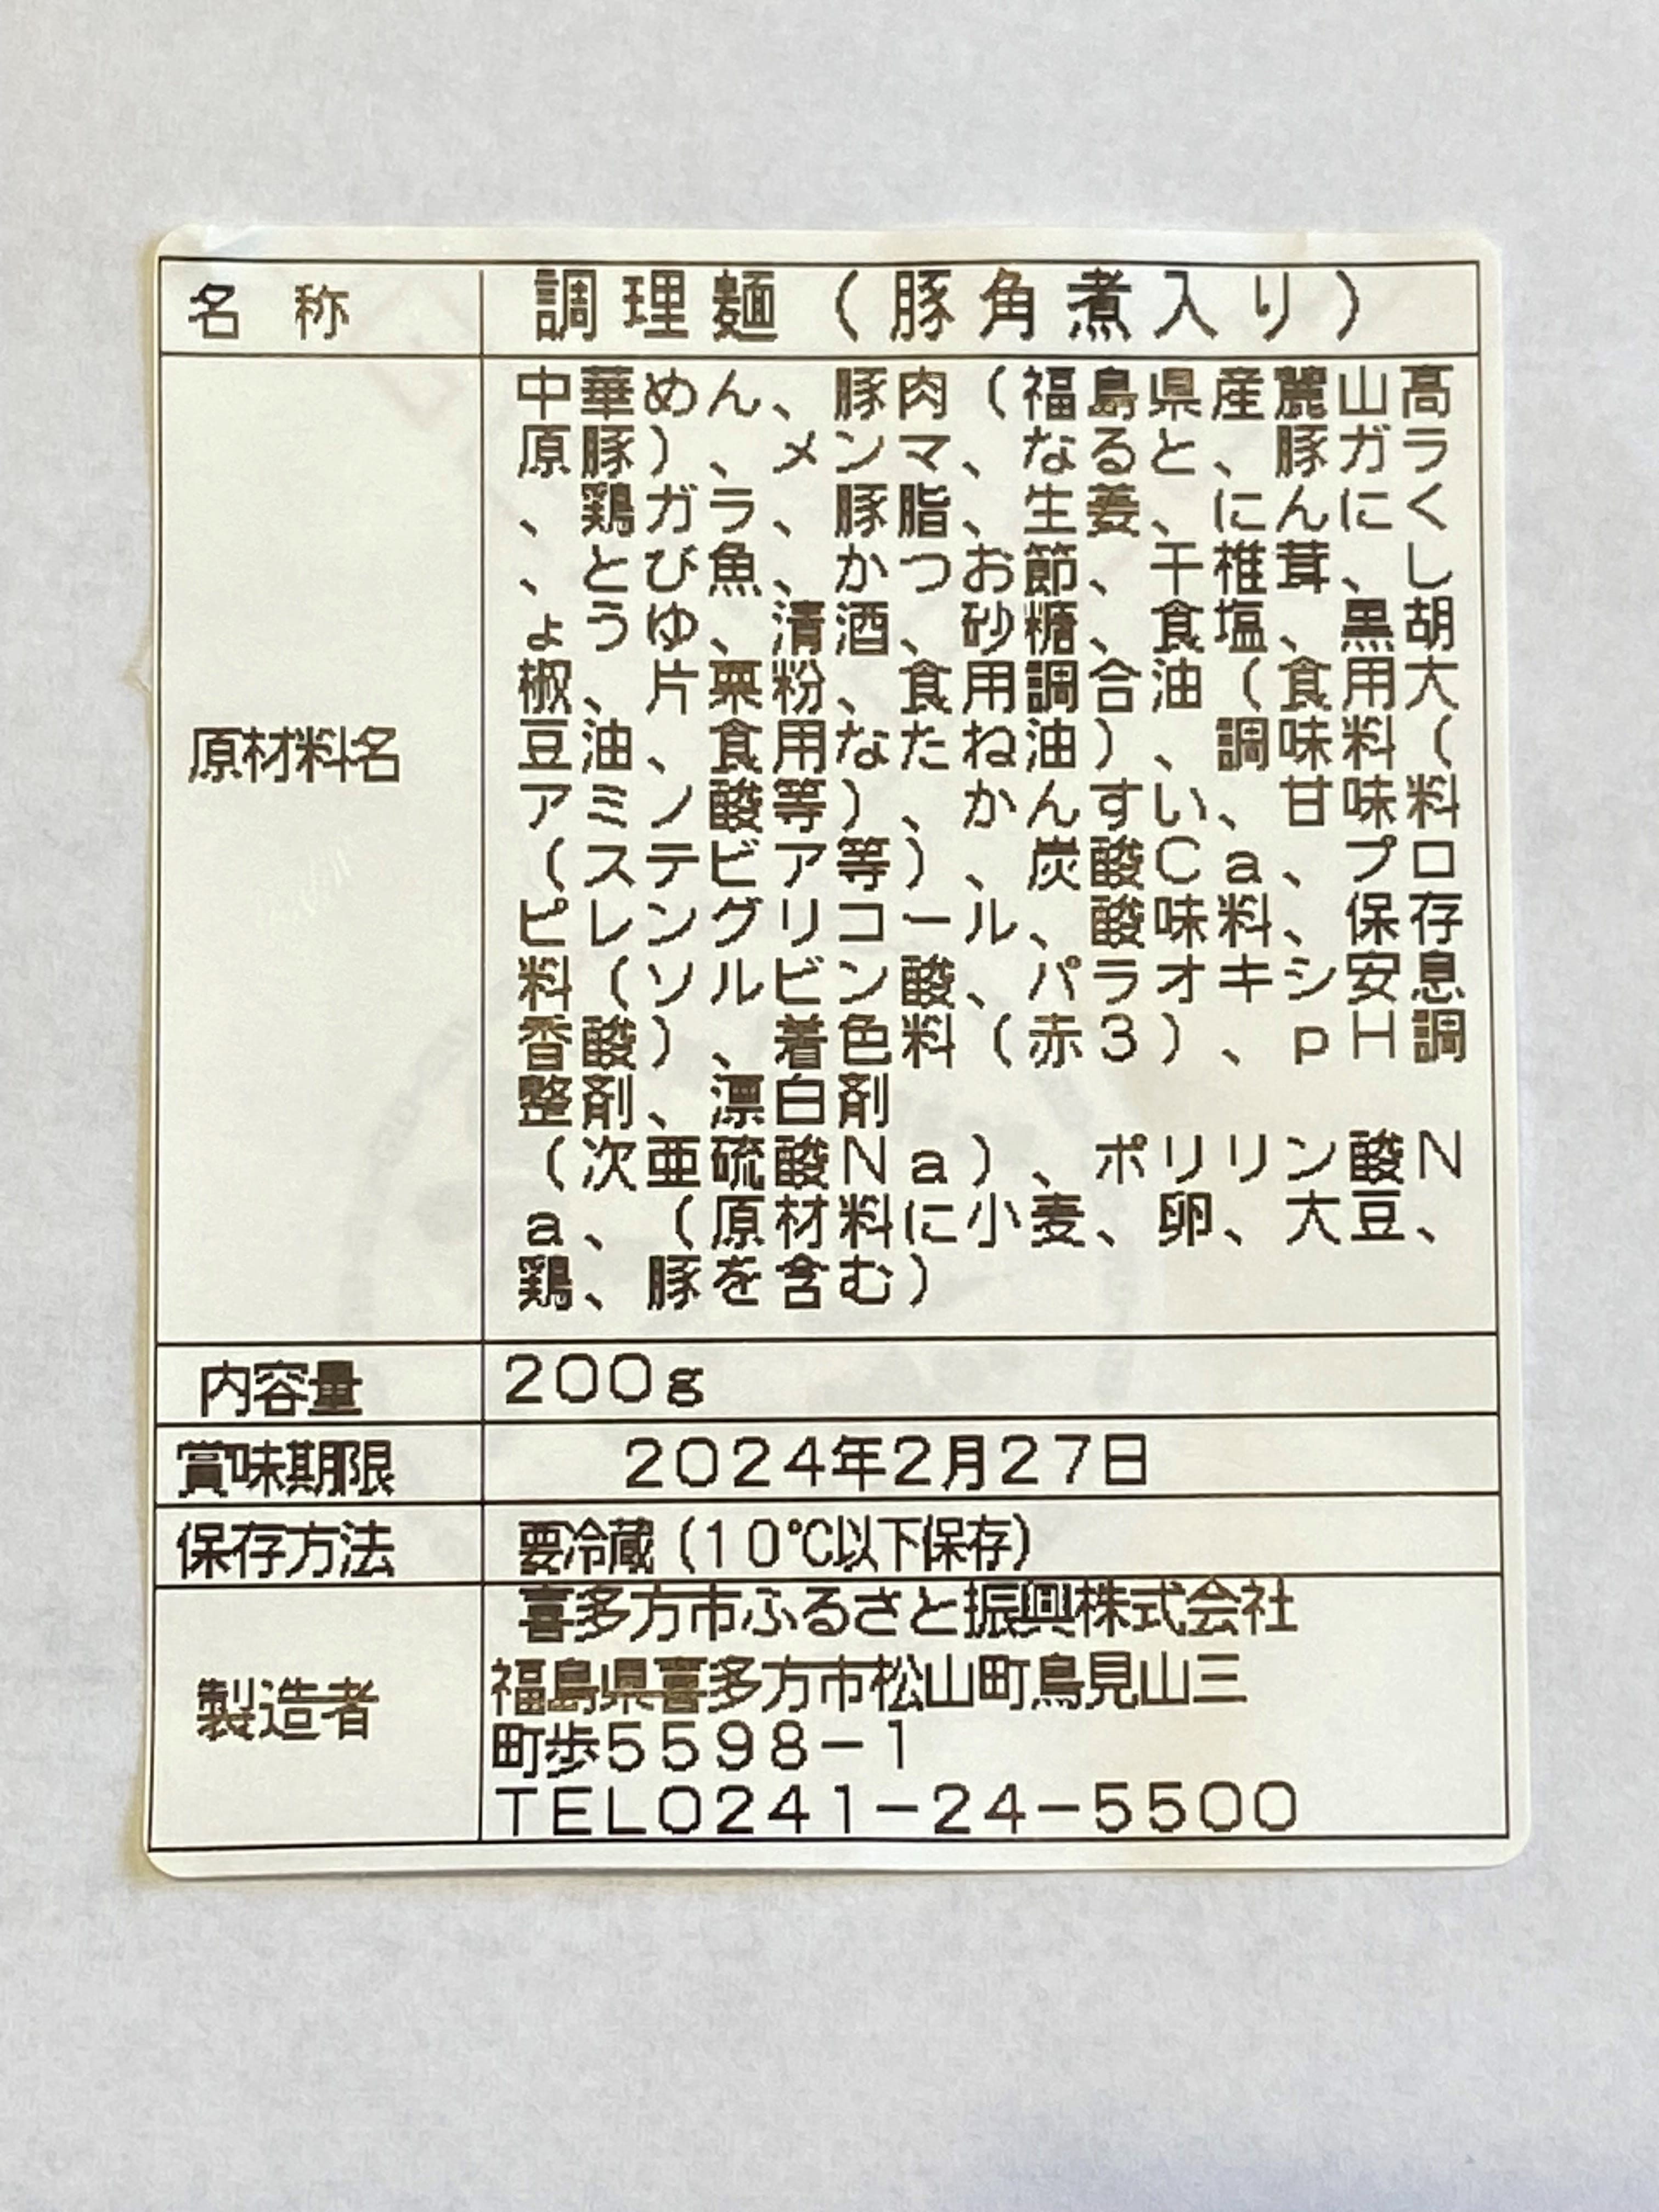 名 称 調理麺(豚角煮入り)
原材料名
中華めん、豚肉(福島県産麓山高
原豚)、メンマ、なると、豚ガラ
、鶏ガラ、豚脂、生姜、にんにく
、とび魚、かつお節、干椎茸、し
ょうゆ、清酒、砂糖、食塩、黒胡
椒、片栗粉、食用調合油(食用大
豆油、食用なたね油)、調味料(
アミノ酸等)、かんすい、甘味料
(ステビア等)、炭酸Ca、プロ
ピレングリコール、酸味料、保存
料(ソルビン酸、パラオキシ安息
香酸)、着色料(赤3)、pH調
整剤、漂白剤
(次亜硫酸Na)、ポリリン酸N
a、(原材料に小麦、卵、大豆、
鶏、豚を含む)
内容量 200g
賞味期限 2024年2月27日
保存方法 要冷蔵(10℃以下保存)
製造者
喜多方市ふるさと振興株式会社
福島県喜多方市松山町鳥見山三
町歩5598-1
TEL0241-24-5500